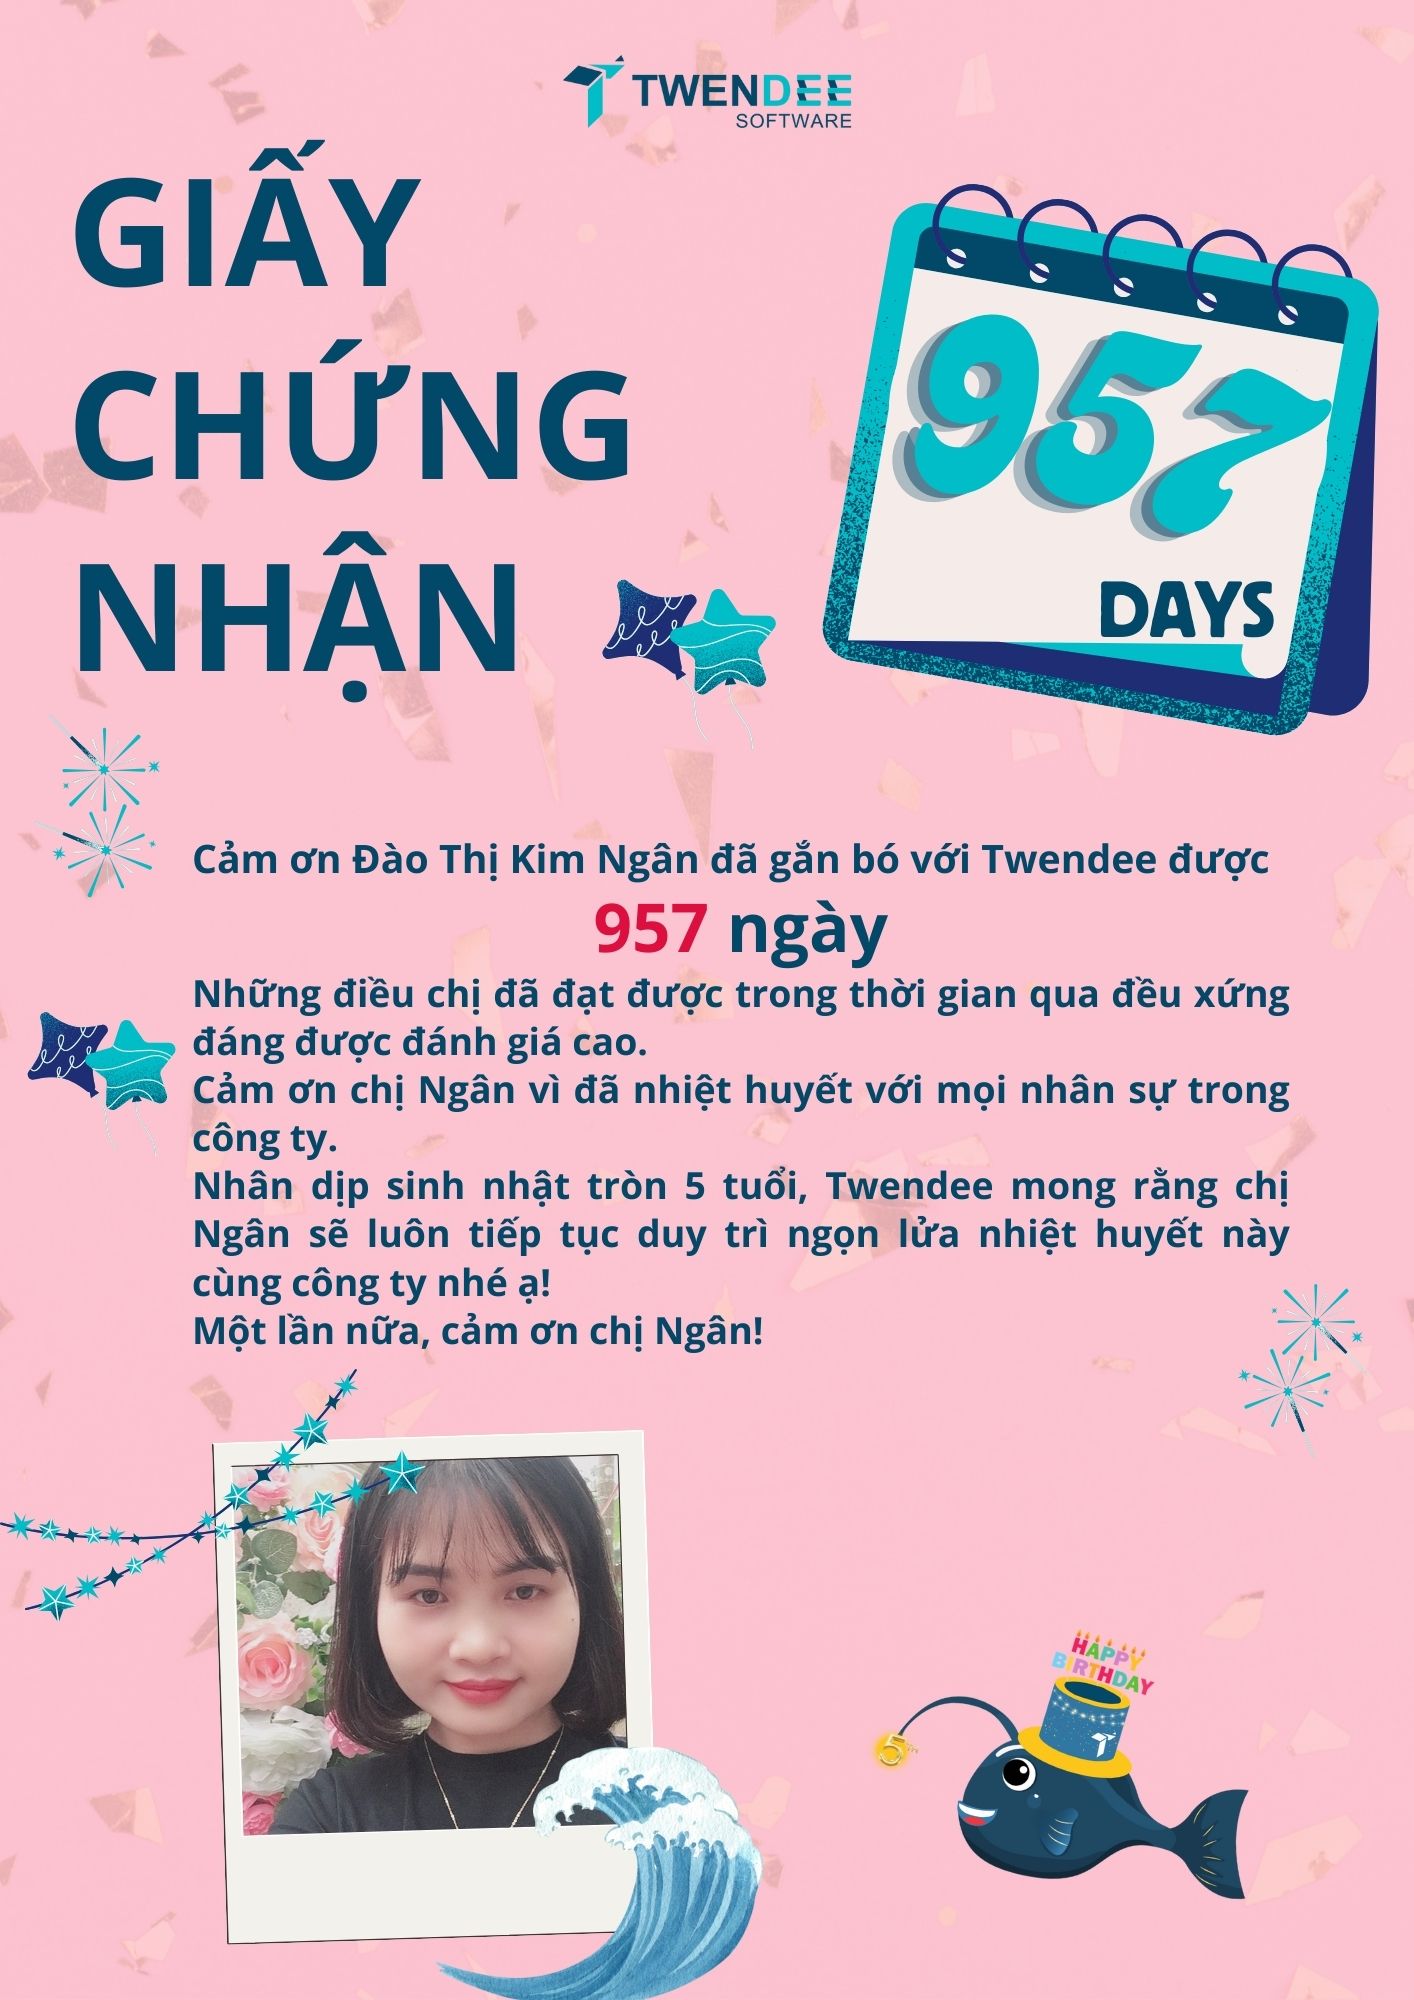 TWENDEE
SOFTWARE
GIẤY
CHỨNG
NHẬN
957
DAYS
Cảm ơn Đào Thị Kim Ngân đã gắn bó với Twendee được
957 ngày
Những điều chị đã đạt được trong thời gian qua đều xứng
đáng được đánh giá cao.
Cảm ơn chị Ngân vì đã nhiệt huyết với mọi nhân sự trong
công ty.
Nhân dịp sinh nhật tròn 5 tuổi, Twendee mong rằng chị
Ngân sẽ luôn tiếp tục duy trì ngọn lửa nhiệt huyết này
cùng công ty nhé ạ!
Một lần nữa, cảm ơn chị Ngân!
HAPPY
BIRTHDAY
5